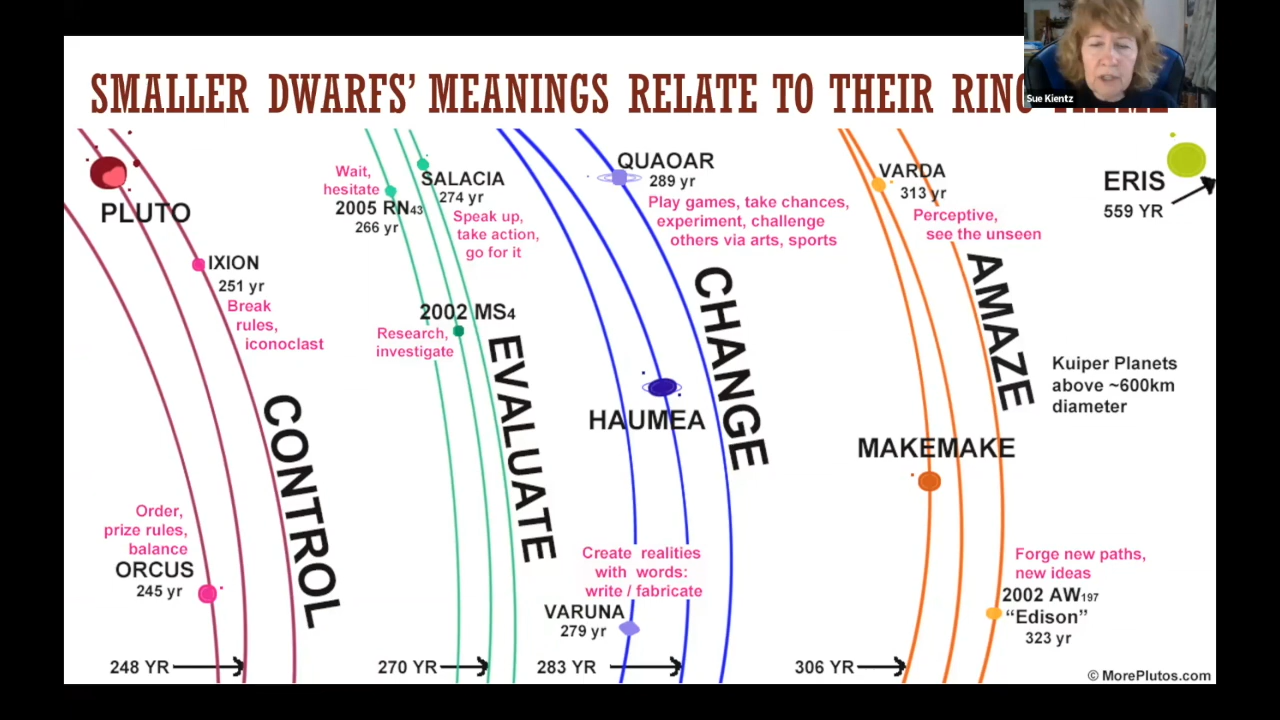 SMALLER DWARFS' MEANINGS RELATE TO THEIR RING
Sue Kientz
PLUTO
IXION
251 yr
Break
rules,
iconoclast
CONTROL
Order,
prize rules,
balance
ORCUS
245 yr
248 YR
Wait,
hesitate
2005 RN43
266 yr
SALACIA
274 yr
Speak up,
take action,
go for it
2002 MS4
Research,
investigate
EVALUATE
270 YR
QUAOAR
289 yr
Play games, take chances,
experiment, challenge
others via arts, sports
CHANGE
HAUMEA
Create realities
with words:
write / fabricate
VARUNA
279 yr
283 YR
VARDA
313 yr
Perceptive,
see the unseen
AMAZE
MAKEMAKE
Forge new paths,
new ideas
2002 AW197
“Edison”
323 yr
306 YR
ERIS
559 YR
Kuiper Planets
above ~600km
diameter
© MorePlutos.com